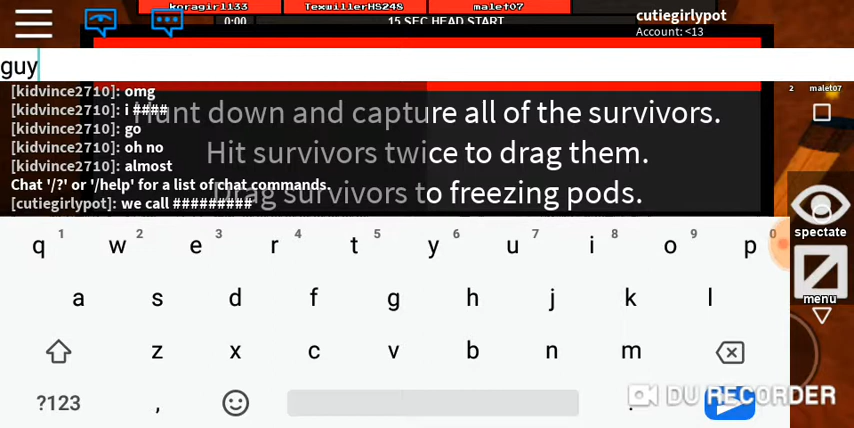 koragirl133 TexwillerHS248 malet07
0:00 15 SEC HEAD START
cutiegirlypot
Account: <13
guy
[kidvince2710]: omg
[kidvince2710]: i ####
[kidvince2710]: go
[kidvince2710]: oh no
[kidvince2710]: almost
Chat '/?' or '/help' for a list of chat commands.
[cutiegirlypot]: we call #########
Hunt down and capture all of the survivors.
Hit survivors twice to drag them.
Drag survivors to freezing pods.
2 malet07
spectate
menu
q 1 w 2 e 3 r 4 t 5 y 6 u 7 i 8 o 9 p 0
a s d f g h j k l
z x c v b n m
?123 , .
DU RECORDER